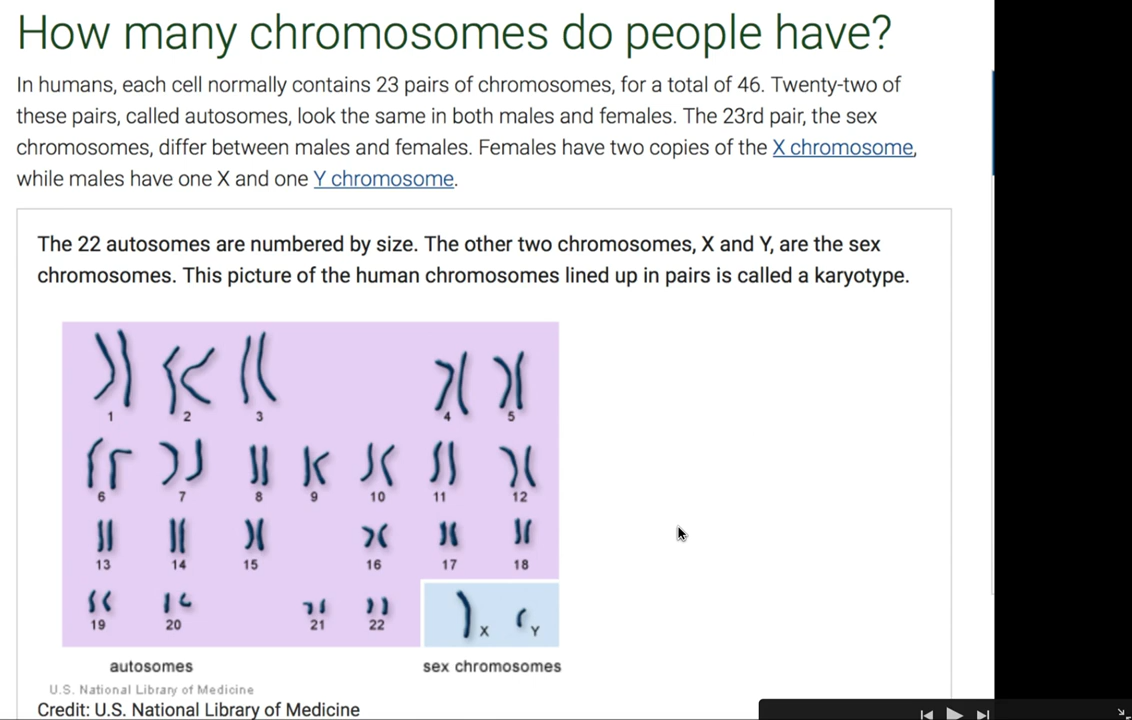 How many chromosomes do people have?
In humans, each cell normally contains 23 pairs of chromosomes, for a total of 46. Twenty-two of
these pairs, called autosomes, look the same in both males and females. The 23rd pair, the sex
chromosomes, differ between males and females. Females have two copies of the X chromosome,
while males have one X and one Y chromosome.
The 22 autosomes are numbered by size. The other two chromosomes, X and Y, are the sex
chromosomes. This picture of the human chromosomes lined up in pairs is called a karyotype.
1 2 3 4 5
6 7 8 9 10 11 12
13 14 15 16 17 18
19 20 21 22 X Y
autosomes sex chromosomes
U.S. National Library of Medicine
Credit: U.S. National Library of Medicine